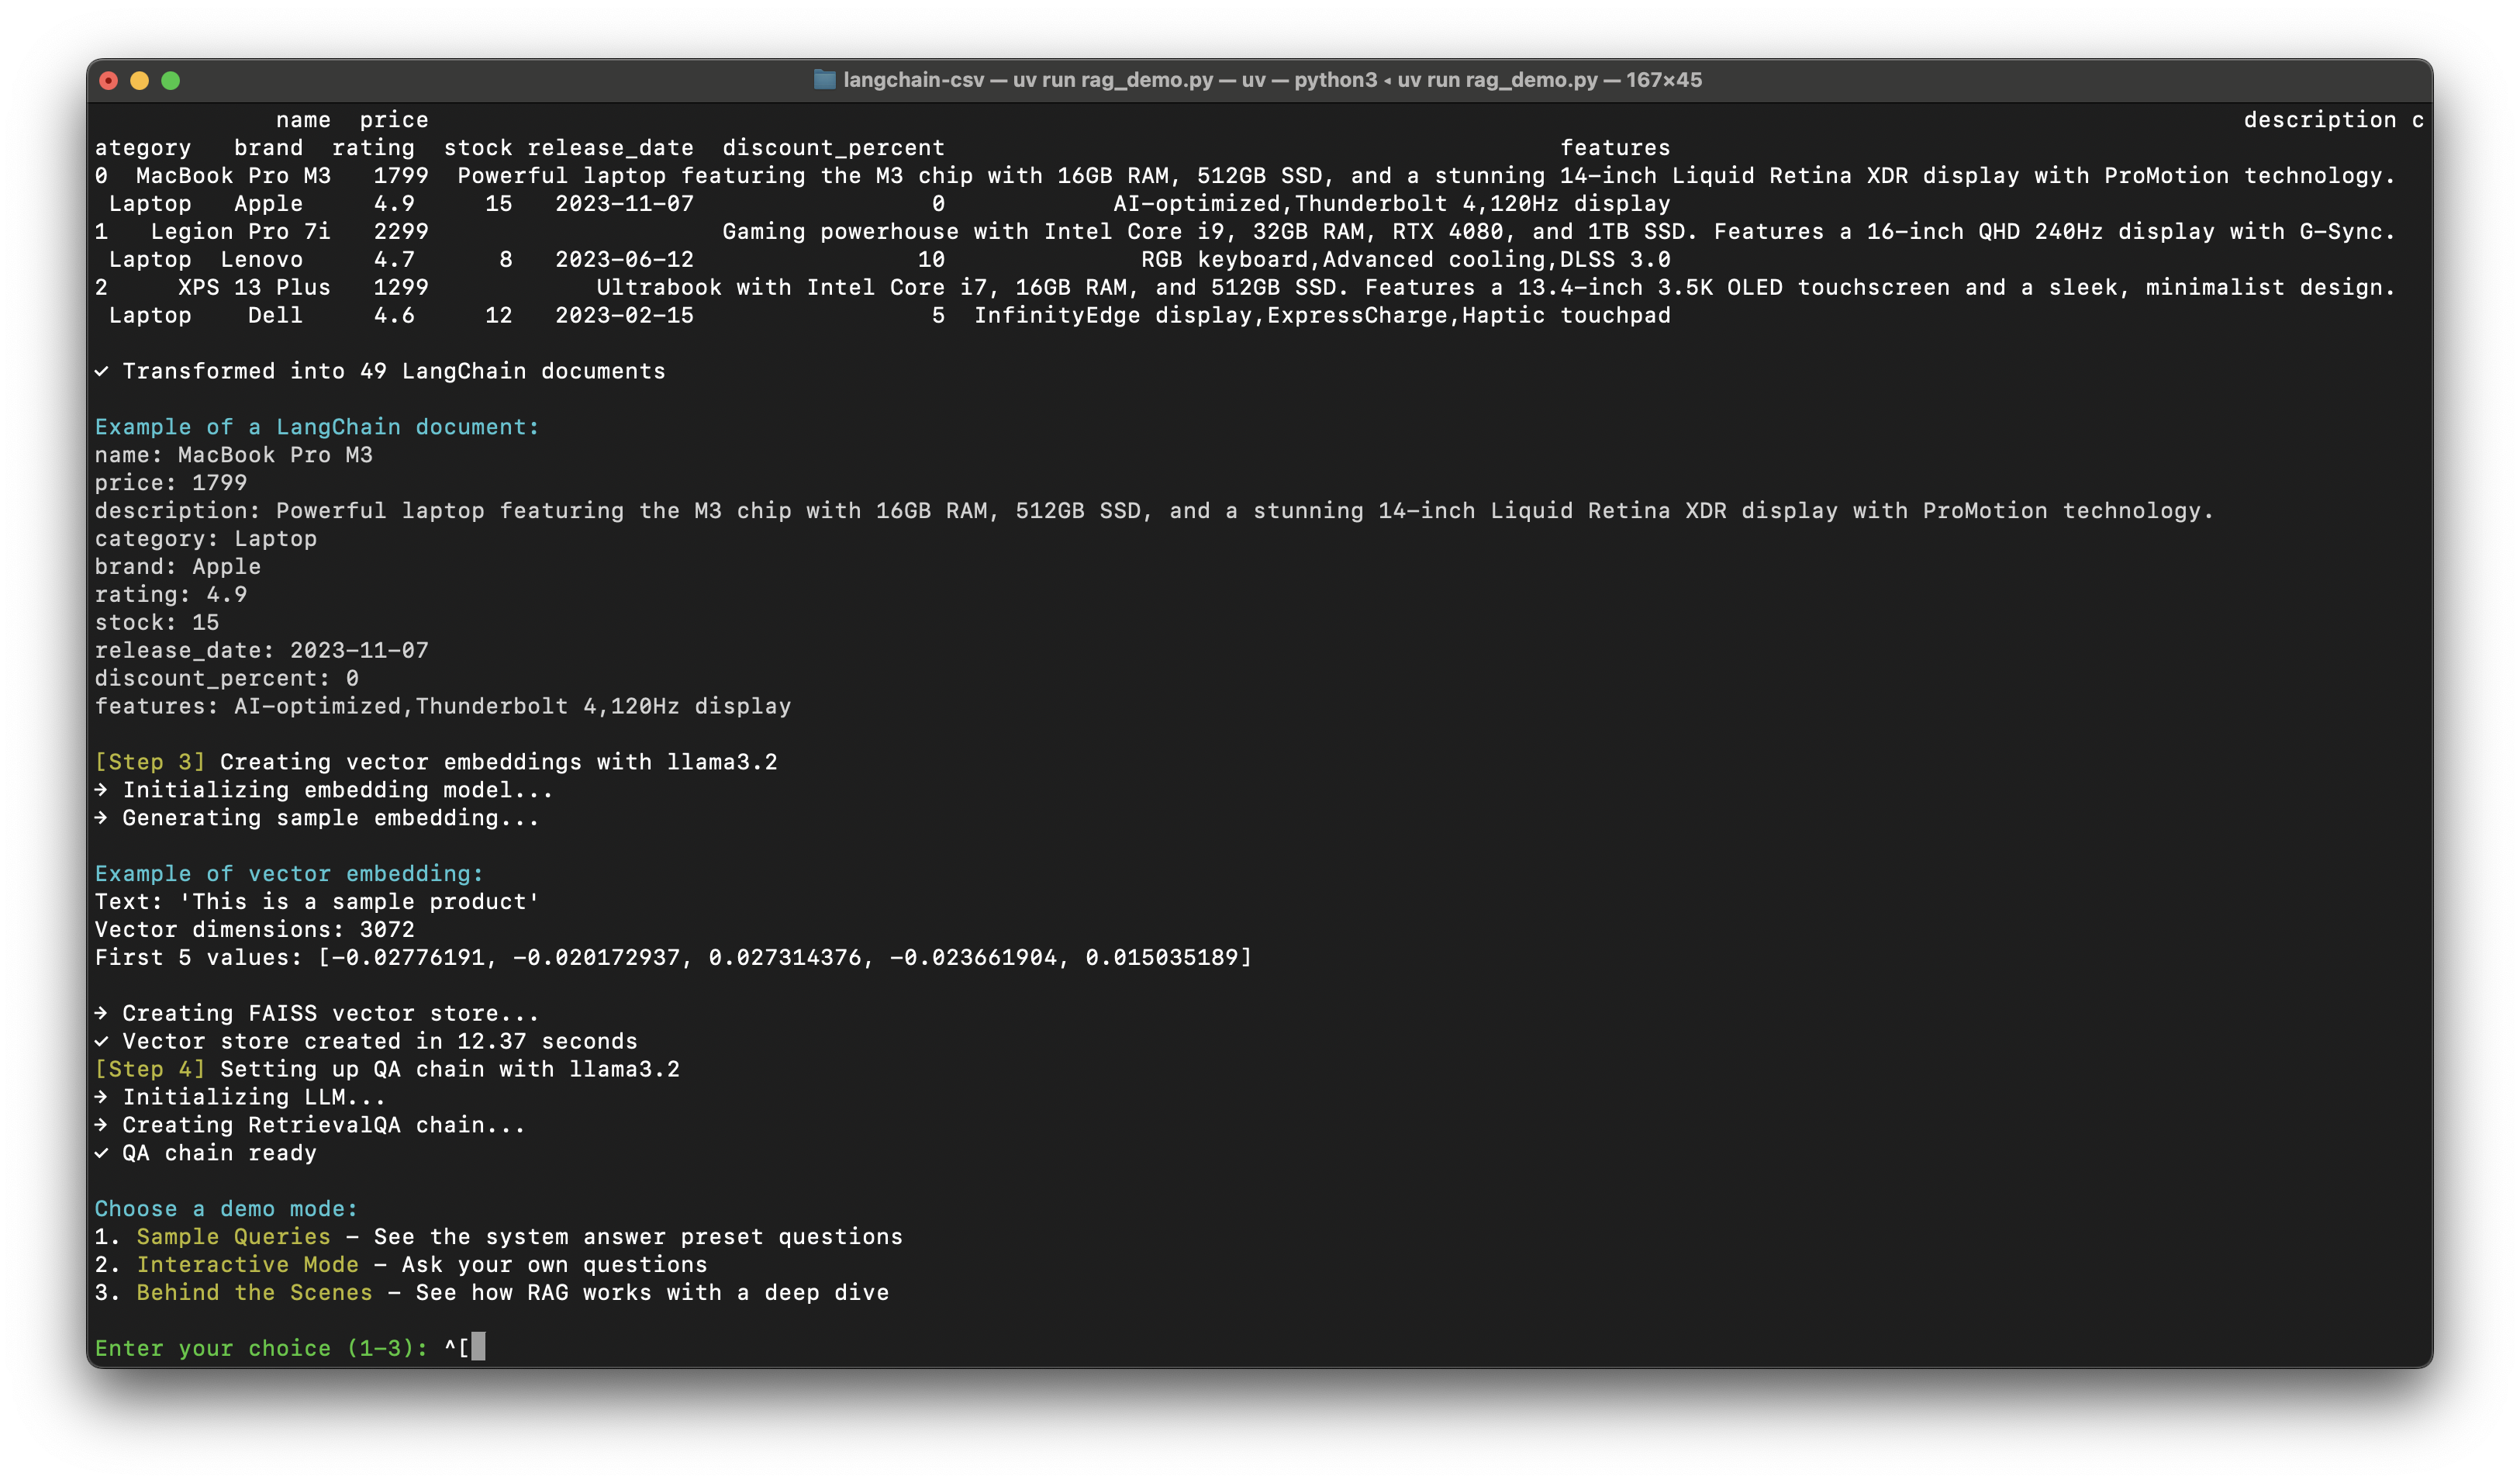 langchain-csv — uv run rag_demo.py — uv — python3 ◂ uv run rag_demo.py — 167×45
             name  price                                                                                                                                  description c
ategory   brand  rating  stock release_date  discount_percent                                            features
0  MacBook Pro M3   1799  Powerful laptop featuring the M3 chip with 16GB RAM, 512GB SSD, and a stunning 14-inch Liquid Retina XDR display with ProMotion technology.
 Laptop   Apple     4.9     15   2023-11-07                 0            AI-optimized,Thunderbolt 4,120Hz display
1   Legion Pro 7i   2299                     Gaming powerhouse with Intel Core i9, 32GB RAM, RTX 4080, and 1TB SSD. Features a 16-inch QHD 240Hz display with G-Sync.
 Laptop  Lenovo     4.7      8   2023-06-12                10              RGB keyboard,Advanced cooling,DLSS 3.0
2     XPS 13 Plus   1299            Ultrabook with Intel Core i7, 16GB RAM, and 512GB SSD. Features a 13.4-inch 3.5K OLED touchscreen and a sleek, minimalist design.
 Laptop    Dell     4.6     12   2023-02-15                 5  InfinityEdge display,ExpressCharge,Haptic touchpad
✓ Transformed into 49 LangChain documents
Example of a LangChain document:
name: MacBook Pro M3
price: 1799
description: Powerful laptop featuring the M3 chip with 16GB RAM, 512GB SSD, and a stunning 14-inch Liquid Retina XDR display with ProMotion technology.
category: Laptop
brand: Apple
rating: 4.9
stock: 15
release_date: 2023-11-07
discount_percent: 0
features: AI-optimized,Thunderbolt 4,120Hz display
[Step 3] Creating vector embeddings with llama3.2
→ Initializing embedding model...
→ Generating sample embedding...
Example of vector embedding:
Text: 'This is a sample product'
Vector dimensions: 3072
First 5 values: [-0.02776191, -0.020172937, 0.027314376, -0.023661904, 0.015035189]
→ Creating FAISS vector store...
✓ Vector store created in 12.37 seconds
[Step 4] Setting up QA chain with llama3.2
→ Initializing LLM...
→ Creating RetrievalQA chain...
✓ QA chain ready
Choose a demo mode:
1. Sample Queries - See the system answer preset questions
2. Interactive Mode - Ask your own questions
3. Behind the Scenes - See how RAG works with a deep dive
Enter your choice (1-3): ^[